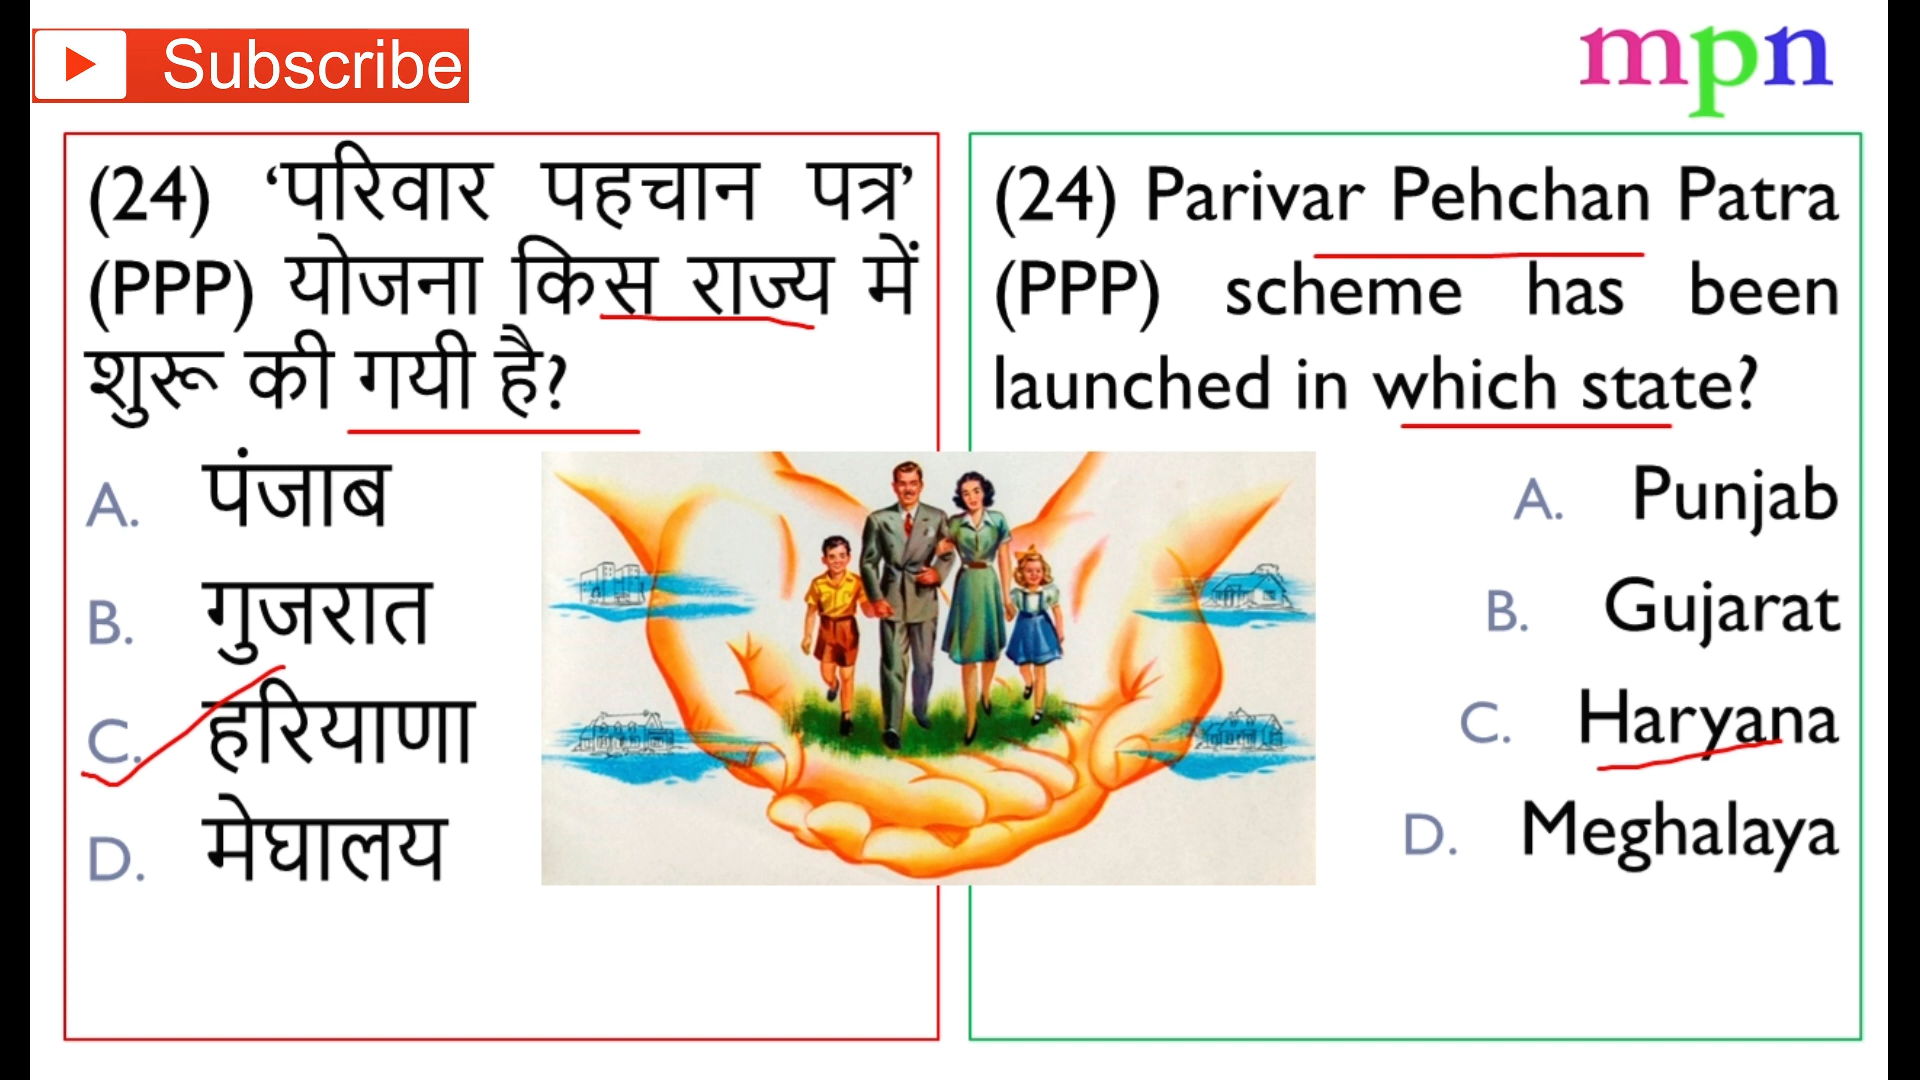 Subscribe
mpn
(24) ‘परिवार पहचान पत्र’
(PPP) योजना किस राज्य में
शुरू की गयी है?
A. पंजाब
B. गुजरात
C. हरियाणा
D. मेघालय
(24) Parivar Pehchan Patra
(PPP) scheme has been
launched in which state?
A. Punjab
B. Gujarat
C. Haryana
D. Meghalaya